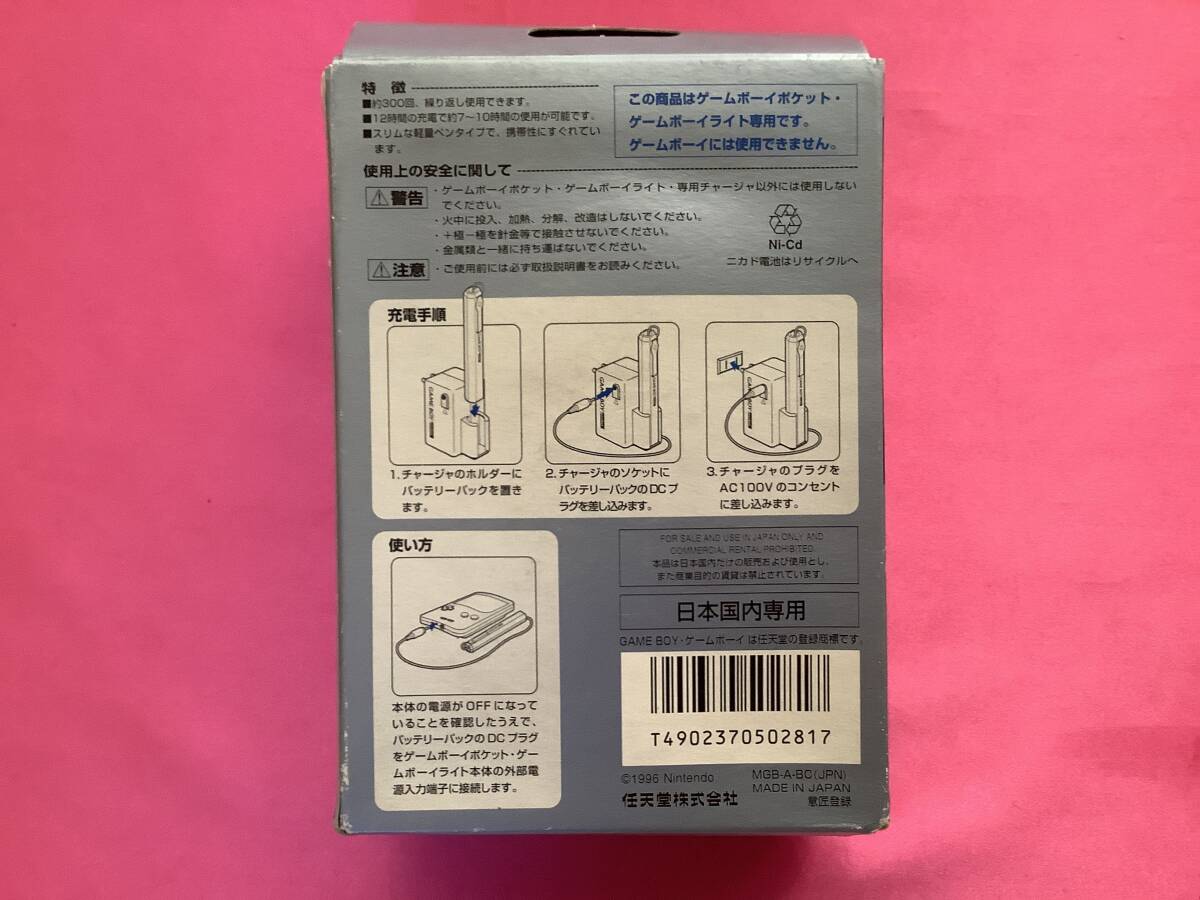 特 徴
■約300回、繰り返し使用できます。
■12時間の充電で約7〜10時間の使用が可能です。
■スリムな軽量ペンタイプで、携帯性にすぐれてい
ます。
この商品はゲームボーイポケット・
ゲームボーイライト専用です。
ゲームボーイには使用できません。
使用上の安全に関して
警告
・ゲームボーイポケット・ゲームボーイライト・専用チャージャ以外には使用しない
でください。
・火中に投入、加熱、分解、改造はしないでください。
・＋極－極を針金等で接触させないでください。
・金属類と一緒に持ち運ばないでください。
注意
・ご使用前には必ず取扱説明書をお読みください。
Ni-Cd
ニカド電池はリサイクルへ
充電手順
GAME BOY
GAME BOY
GAME BOY
1.チャージャのホルダーに
バッテリーパックを置き
ます。
2.チャージャのソケットに
バッテリーパックのDCプ
ラグを差し込みます。
3.チャージャのプラグを
AC100Vのコンセント
に差し込みます。
使い方
本体の電源がOFFになって
いることを確認したうえで、
バッテリーパックのDCプラグ
をゲームボーイポケット・ゲー
ムボーイライト本体の外部電
源入力端子に接続します。
FOR SALE AND USE IN JAPAN ONLY AND
COMMERCIAL RENTAL PROHIBITED.
本品は日本国内だけの販売および使用とし、
また商業目的の賃貸は禁止されています。
日本国内専用
GAME BOY・ゲームボーイは任天堂の登録商標です。
T4902370502817
©1996 Nintendo
任天堂株式会社
MGB-A-BC(JPN)
MADE IN JAPAN
意匠登録